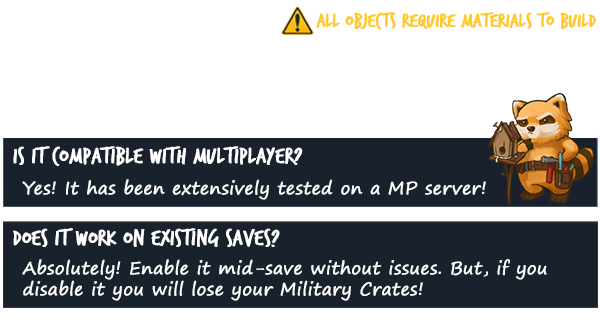 ALL OBJECTS REQUIRE MATERIALS TO BUILD
IS IT COMPATIBLE WITH MULTIPLAYER?
Yes! It has been extensively tested on a MP server!
DOES IT WORK ON EXISTING SAVES?
Absolutely! Enable it mid-save without issues. But, if you
disable it you will lose your Military Crates!